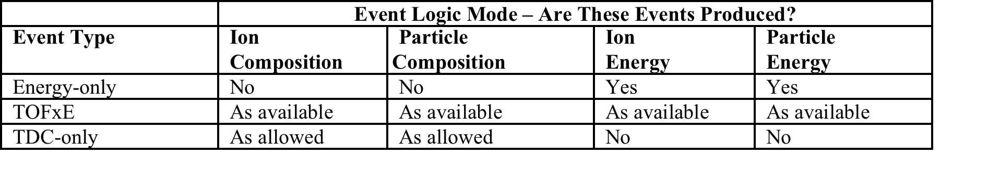 Event Logic Mode – Are These Events Produced?
Event Type Ion Composition Particle Composition Ion Energy Particle Energy
Energy-only No No Yes Yes
TOFxE As available As available As available As available
TDC-only As allowed As allowed No No